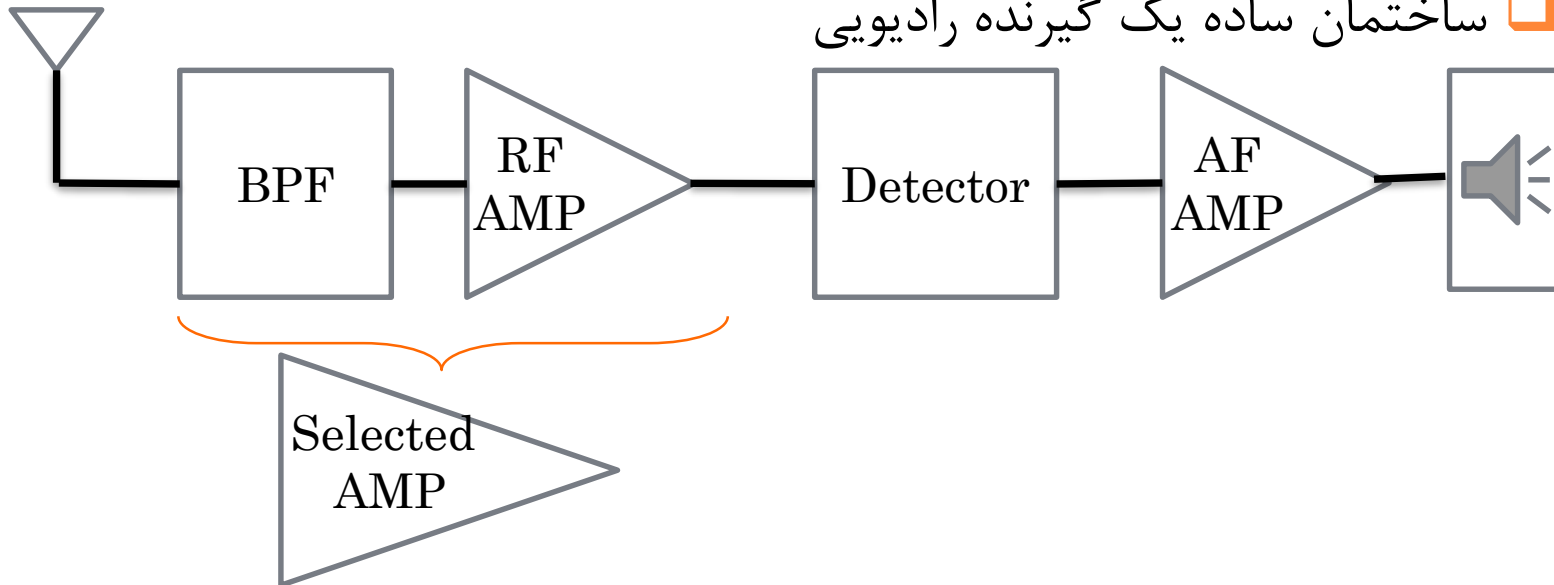 ساختمان ساده یک گیرنده رادیویی
BPF
RF
AMP
Detector
AF
AMP
Selected
AMP